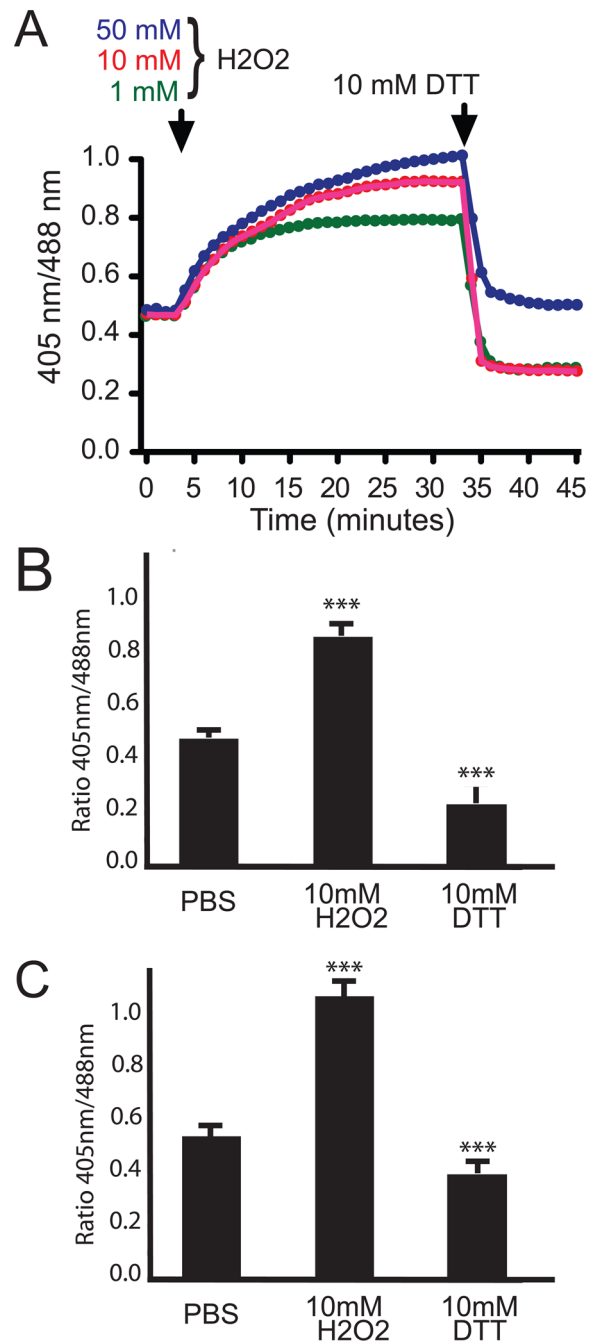 A
50 mM
10 mM
1 mM
H2O2
10 mM DTT
405 nm/488 nm
1.0
0.8
0.6
0.4
0.2
0.0
0 5 10 15 20 25 30 35 40 45
Time (minutes)
B
Ratio 405nm/488nm
1.0
0.8
0.6
0.4
0.2
0.0
***
***
PBS
10mM
H2O2
10mM
DTT
C
Ratio 405nm/488nm
1.0
0.8
0.6
0.4
0.2
0.0
***
***
PBS
10mM
H2O2
10mM
DTT